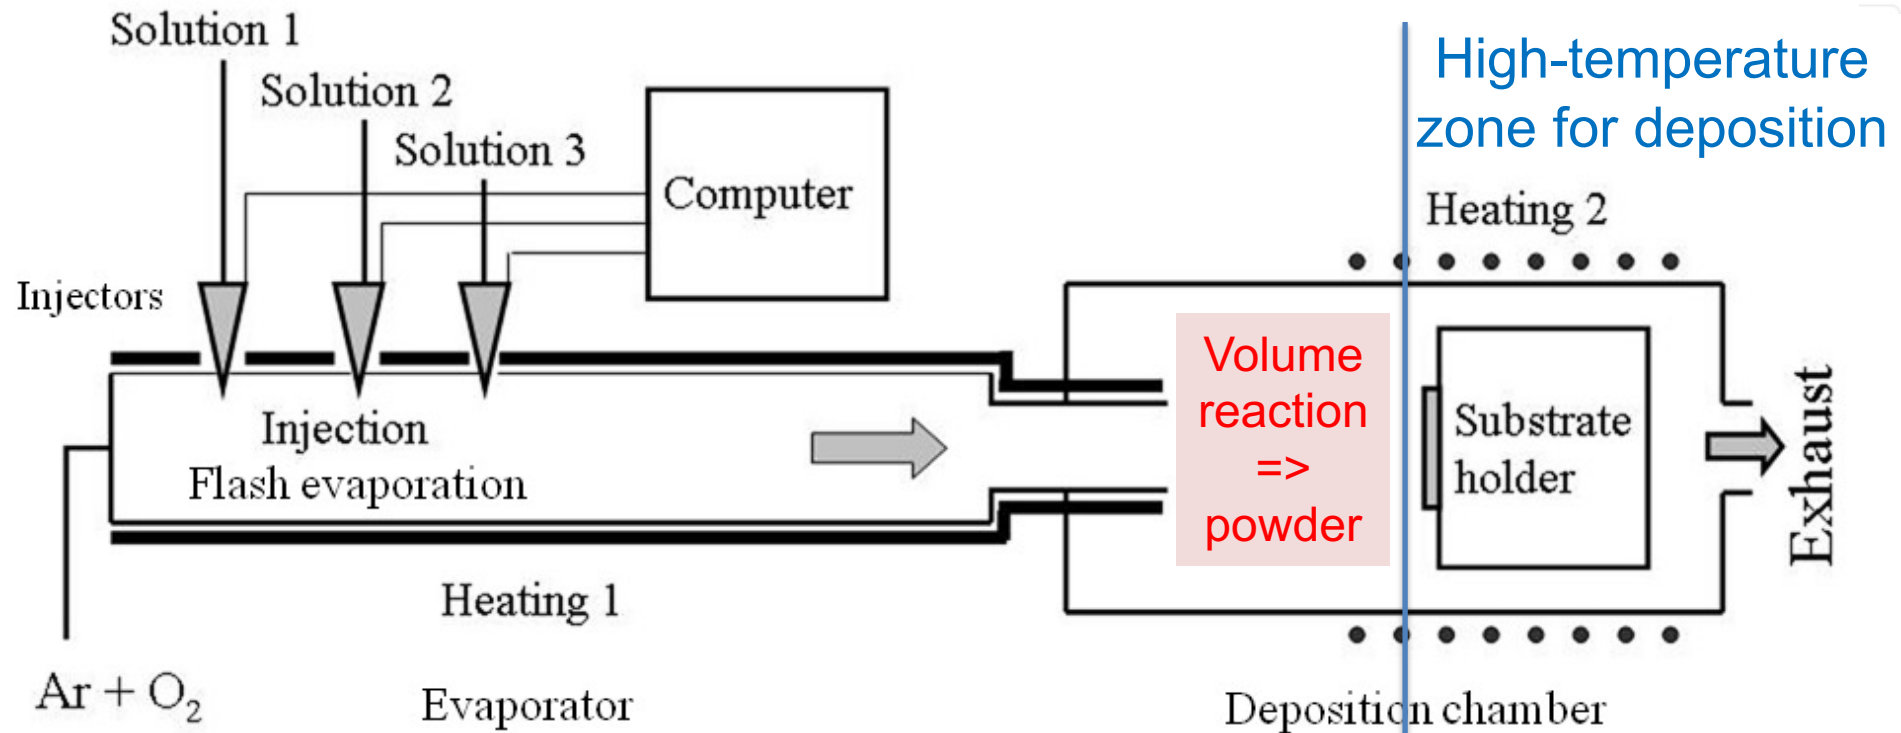 Solution 1
Solution 2
Solution 3
Computer
High-temperature
zone for deposition
Heating 2
Injectors
Injection
Flash evaporation
Volume
reaction
=>
powder
Substrate
holder
Exhaust
Heating 1
Ar + O₂
Evaporator
Deposition chamber